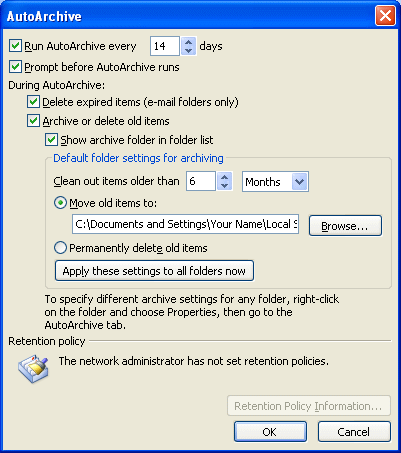 AutoArchive
Run AutoArchive every 14 days
Prompt before AutoArchive runs
During AutoArchive:
Delete expired items (e-mail folders only)
Archive or delete old items
Show archive folder in folder list
Default folder settings for archiving
Clean out items older than 6 Months
Move old items to:
C:\Documents and Settings\Your Name\Local S
Browse...
Permanently delete old items
Apply these settings to all folders now
To specify different archive settings for any folder, right-click
on the folder and choose Properties, then go to the
AutoArchive tab.
Retention policy
The network administrator has not set retention policies.
Retention Policy Information...
OK Cancel